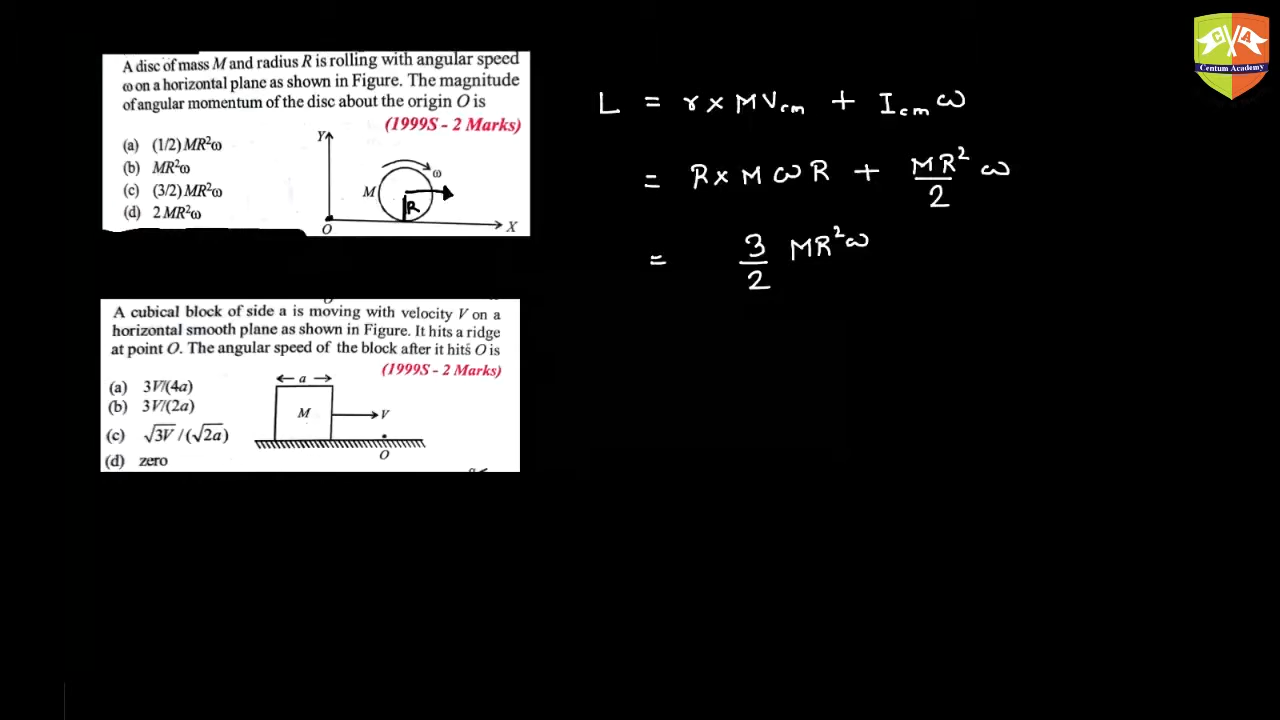 A disc of mass M and radius R is rolling with angular speed
ω on a horizontal plane as shown in Figure. The magnitude
of angular momentum of the disc about the origin O is
(1999S - 2 Marks)
(a) (1/2) MR²ω
(b) MR²ω
(c) (3/2) MR²ω
(d) 2 MR²ω
Y
M
ω
R
O
X
L = r × M Vcm + Icm ω
= R × M ω R + MR²/2 ω
= 3/2 MR²ω
A cubical block of side a is moving with velocity V on a
horizontal smooth plane as shown in Figure. It hits a ridge
at point O. The angular speed of the block after it hits O is
(1999S - 2 Marks)
(a) 3V/(4a)
(b) 3V/(2a)
(c) √3V / (√2a)
(d) zero
a
M
V
O
C A
Centum Academy